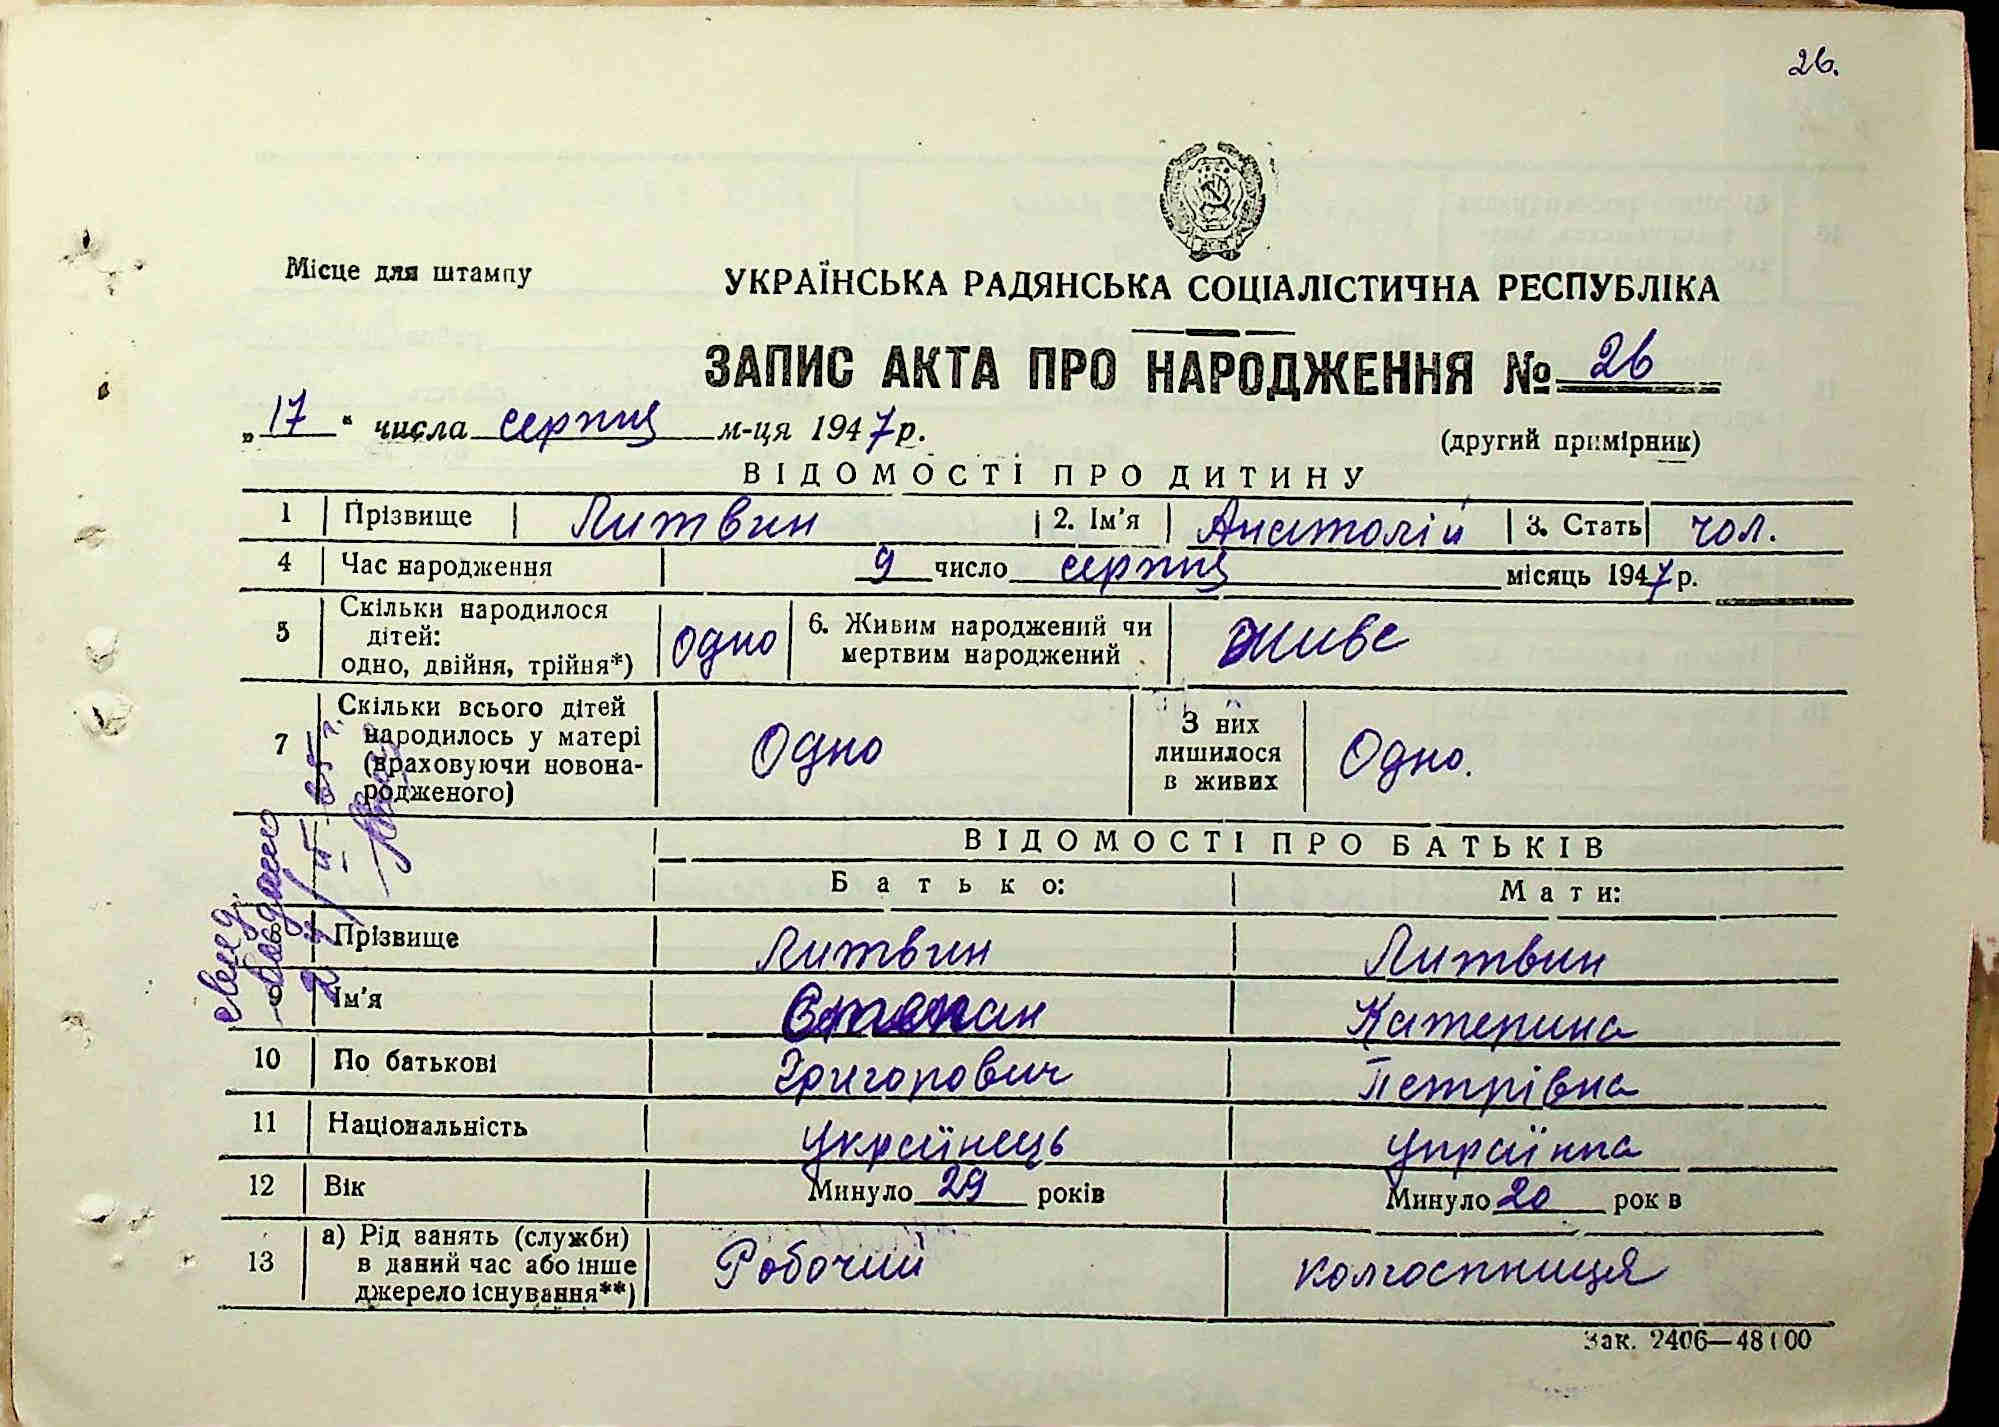 26.
Місце для штампу
УКРАЇНСЬКА РАДЯНСЬКА СОЦІАЛІСТИЧНА РЕСПУБЛІКА
ЗАПИС АКТА ПРО НАРОДЖЕННЯ № 26
„17“ числа серпня м-ця 1947 р.
(другий примірник)
ВІДОМОСТІ ПРО ДИТИНУ
1 Прізвище Литвин 2. Ім'я Анатолій 3. Стать чол.
4 Час народження 9 число серпня місяць 1947 р.
5 Скільки народилося дітей: одно, двійня, трійня*) Одно 6. Живим народжений чи мертвим народжений живе
7 Скільки всього дітей народилось у матері (враховуючи новонародженого) Одно З них лишилося в живих Одно.
ВІДОМОСТІ ПРО БАТЬКІВ
Батько: Мати:
Прізвище Литвин Литвин
9 Ім'я Степан Катерина
10 По батькові Григорович Петрівна
11 Національність Українець Українка
12 Вік Минуло 29 років Минуло 20 рок в
13 а) Рід занять (служби) в даний час або інше джерело існування**) Робочий колгоспниця
Зак. 2406—48100